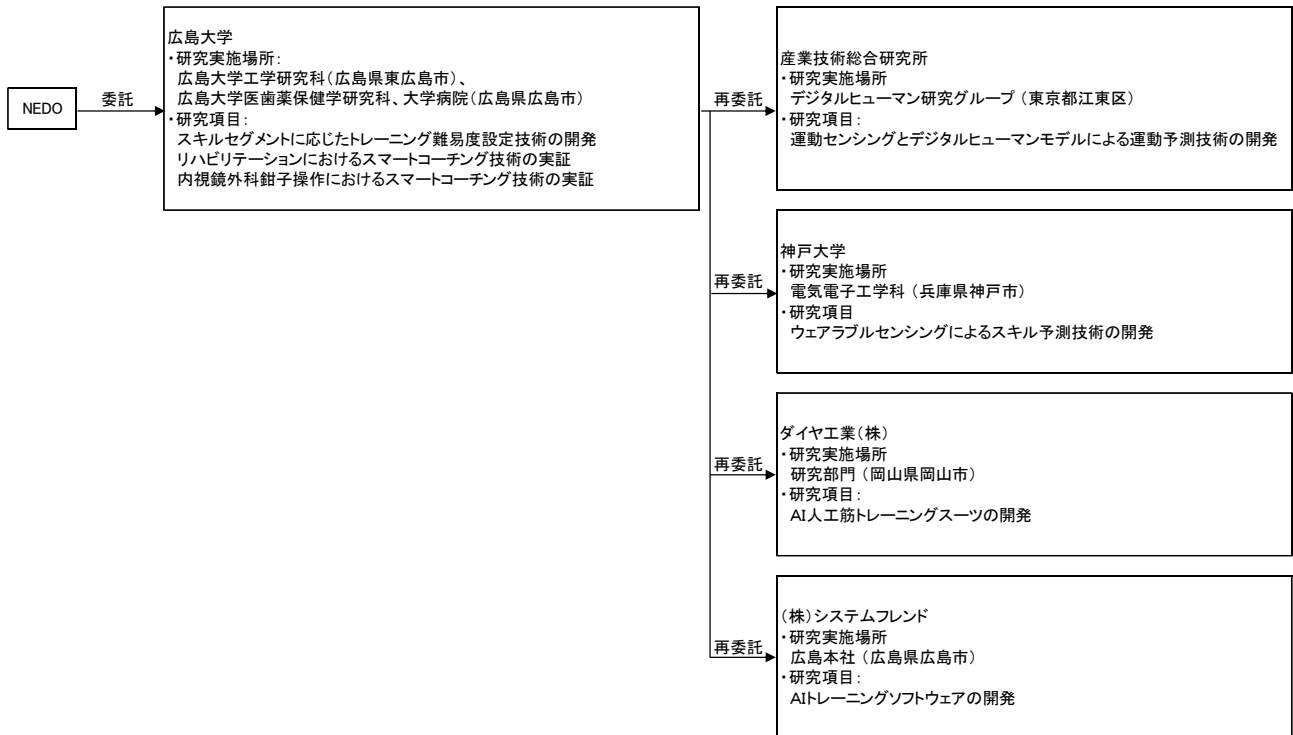 NEDO
委託
広島大学
・研究実施場所:
広島大学工学研究科(広島県東広島市)、
広島大学医歯薬保健学研究科、大学病院(広島県広島市)
・研究項目:
スキルセグメントに応じたトレーニング難易度設定技術の開発
リハビリテーションにおけるスマートコーチング技術の実証
内視鏡外科鉗子操作におけるスマートコーチング技術の実証
再委託
産業技術総合研究所
・研究実施場所
デジタルヒューマン研究グループ (東京都江東区)
・研究項目:
運動センシングとデジタルヒューマンモデルによる運動予測技術の開発
再委託
神戸大学
・研究実施場所
電気電子工学科 (兵庫県神戸市)
・研究項目
ウェアラブルセンシングによるスキル予測技術の開発
再委託
ダイヤ工業(株)
・研究実施場所
研究部門 (岡山県岡山市)
・研究項目:
AI人工筋トレーニングスーツの開発
再委託
(株)システムフレンド
・研究実施場所
広島本社 (広島県広島市)
・研究項目:
AIトレーニングソフトウェアの開発